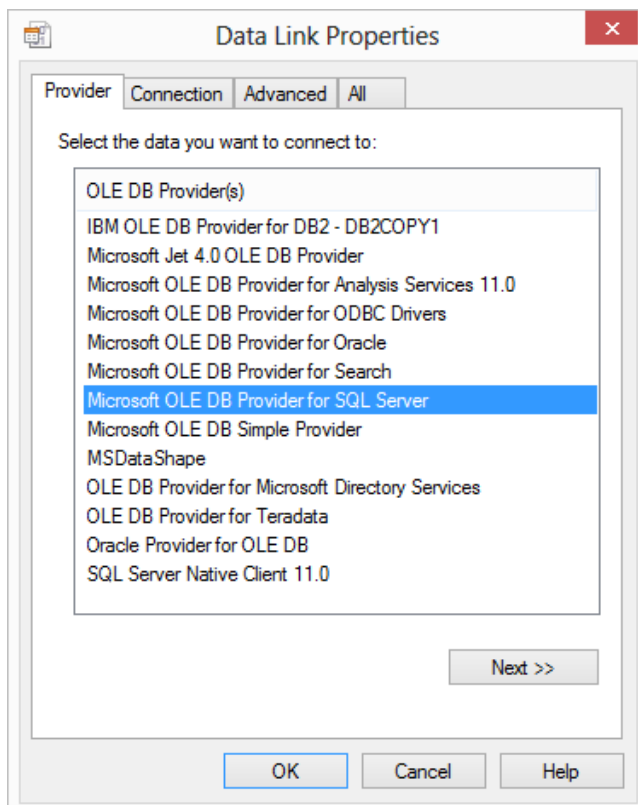 Data Link Properties
Provider
Connection
Advanced
All
Select the data you want to connect to:
OLE DB Provider(s)
IBM OLE DB Provider for DB2 - DB2COPY1
Microsoft Jet 4.0 OLE DB Provider
Microsoft OLE DB Provider for Analysis Services 11.0
Microsoft OLE DB Provider for ODBC Drivers
Microsoft OLE DB Provider for Oracle
Microsoft OLE DB Provider for Search
Microsoft OLE DB Provider for SQL Server
Microsoft OLE DB Simple Provider
MSDataShape
OLE DB Provider for Microsoft Directory Services
OLE DB Provider for Teradata
Oracle Provider for OLE DB
SQL Server Native Client 11.0
Next >>
OK
Cancel
Help